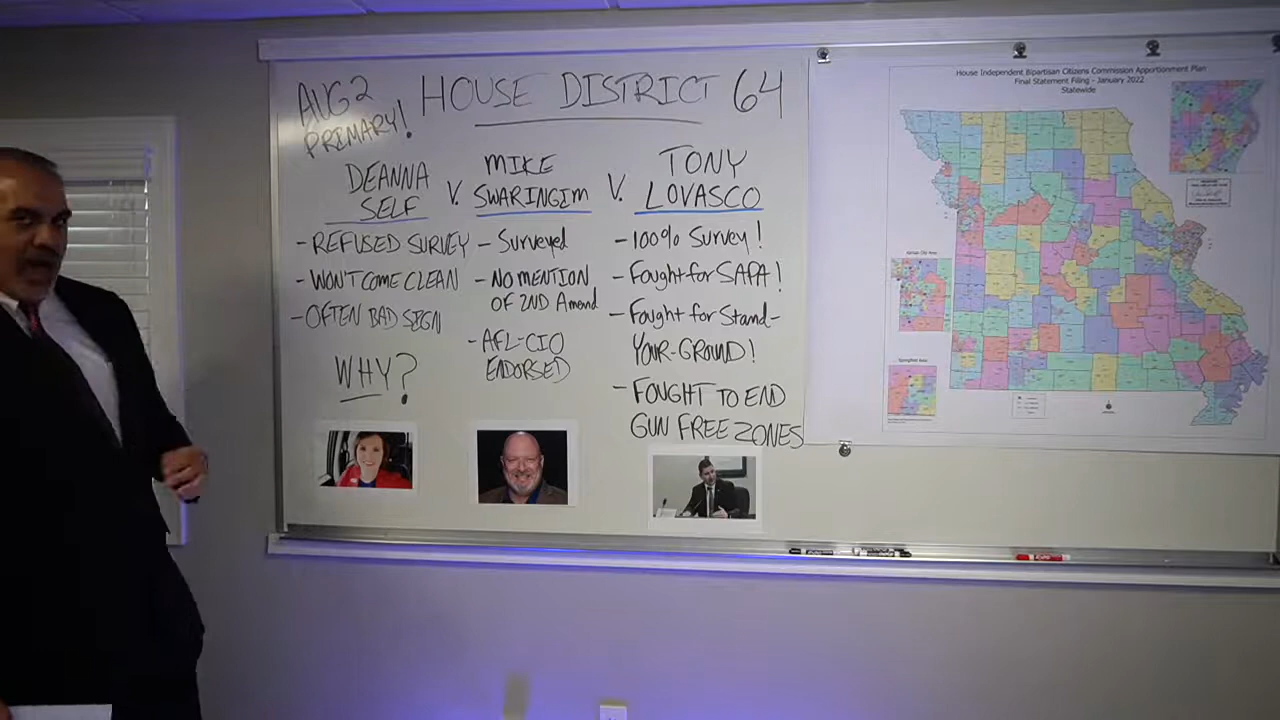 AUG 2
PRIMARY!
HOUSE DISTRICT 64
DEANNA
SELF
V.
MIKE
SWARINGIM
V.
TONY
LOVASCO
- REFUSED SURVEY
- WON'T COME CLEAN
- OFTEN BAD SIGN
WHY?
- Surveyed
- NO MENTION
OF 2ND Amend
- AFL-CIO
ENDORSED
- 100% Survey!
- Fought for SAPA!
- Fought for Stand-
YOUR-GROUND!
- FOUGHT TO END
GUN FREE ZONES
House Independent Bipartisan Citizens Commission Apportionment Plan
Final Statement Filing - January 2022
Statewide